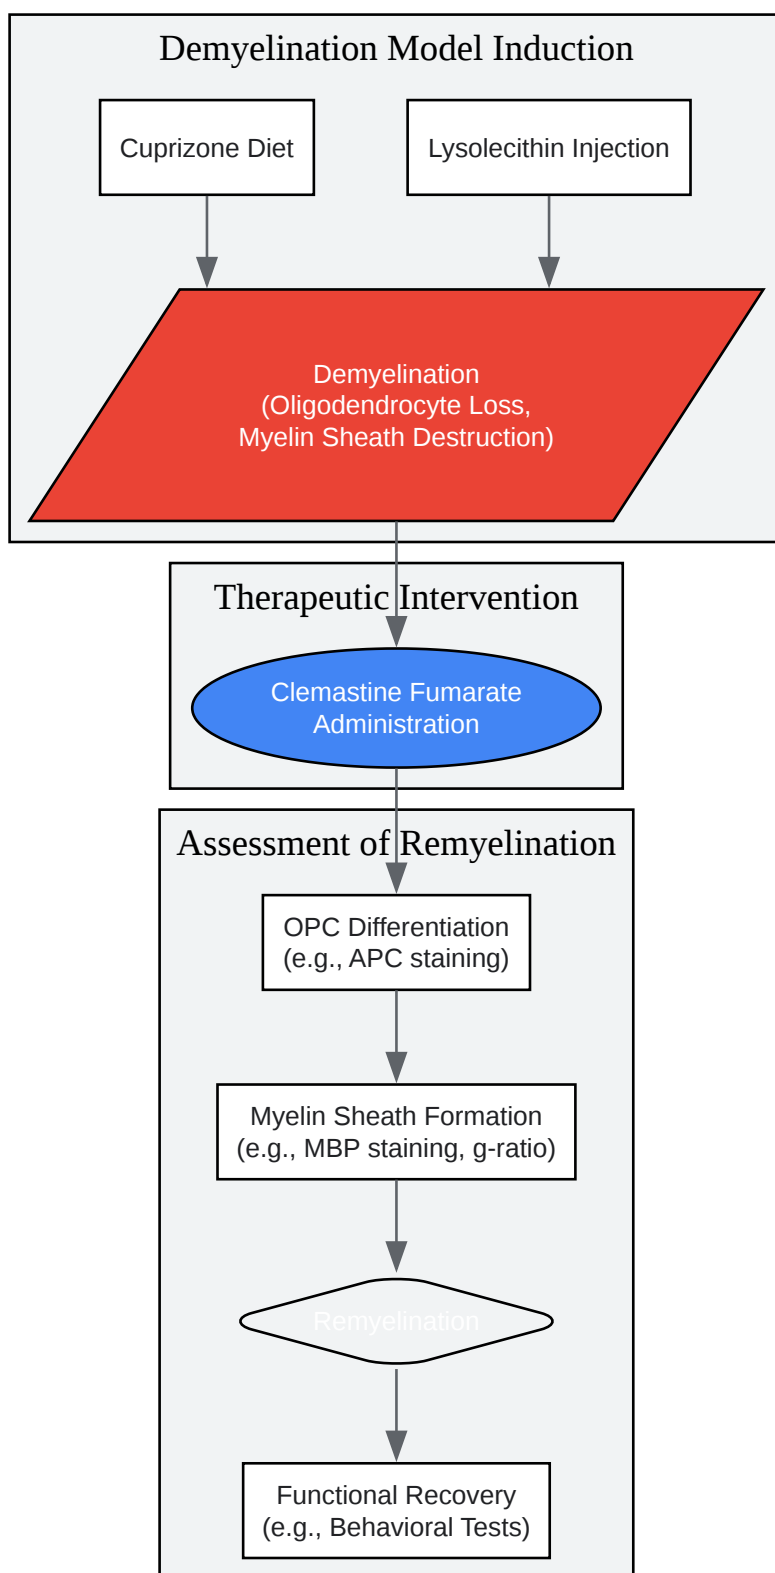 Demyelination Model Induction
Cuprizone Diet
Lysolecithin Injection
Demyelination
(Oligodendrocyte Loss,
Myelin Sheath Destruction)
Therapeutic Intervention
Clemastine Fumarate
Administration
Assessment of Remyelination
OPC Differentiation
(e.g., APC staining)
Myelin Sheath Formation
(e.g., MBP staining, g-ratio)
Remyelination
Functional Recovery
(e.g., Behavioral Tests)